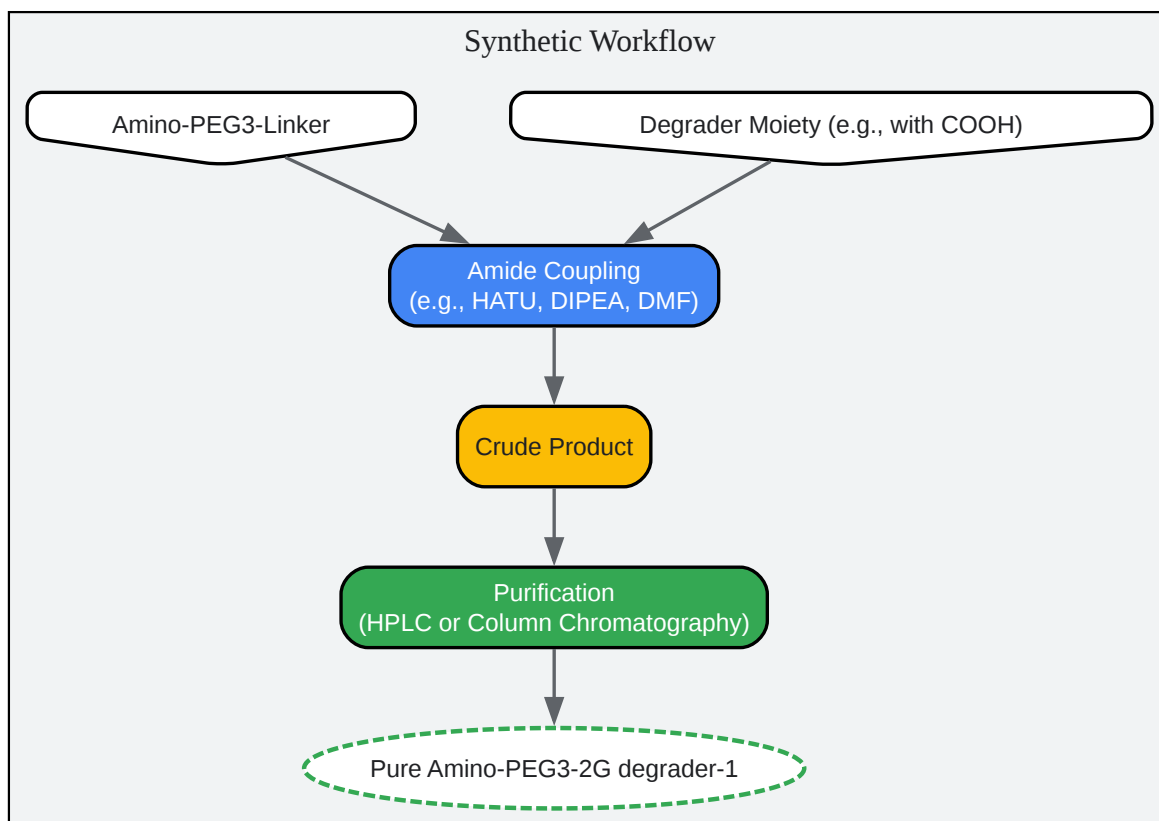 Synthetic Workflow
Amino-PEG3-Linker
Degrader Moiety (e.g., with COOH)
Amide Coupling
(e.g., HATU, DIPEA, DMF)
Crude Product
Purification
(HPLC or Column Chromatography)
Pure Amino-PEG3-2G degrader-1